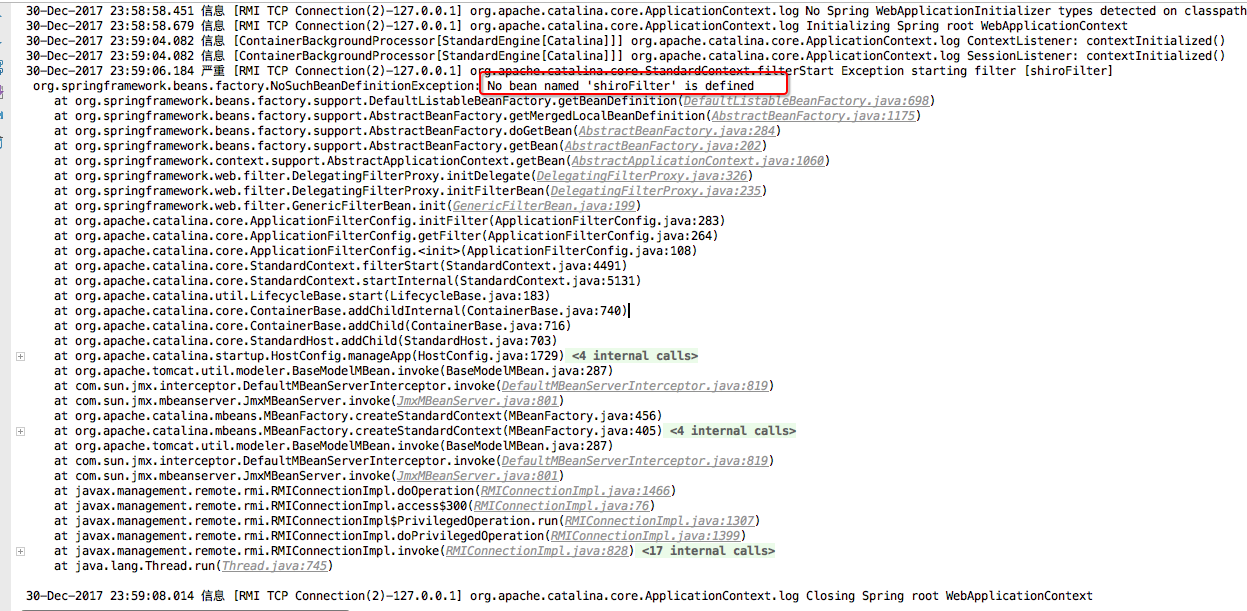 30-Dec-2017 23:58:58.451 信息 [RMI TCP Connection(2)-127.0.0.1] org.apache.catalina.core.ApplicationContext.log No Spring WebApplicationInitializer types detected on classpath
30-Dec-2017 23:58:58.679 信息 [RMI TCP Connection(2)-127.0.0.1] org.apache.catalina.core.ApplicationContext.log Initializing Spring root WebApplicationContext
30-Dec-2017 23:59:04.082 信息 [ContainerBackgroundProcessor[StandardEngine[Catalina]]] org.apache.catalina.core.ApplicationContext.log ContextListener: contextInitialized()
30-Dec-2017 23:59:04.082 信息 [ContainerBackgroundProcessor[StandardEngine[Catalina]]] org.apache.catalina.core.ApplicationContext.log SessionListener: contextInitialized()
30-Dec-2017 23:59:06.184 严重 [RMI TCP Connection(2)-127.0.0.1] org.apache.catalina.core.StandardContext.filterStart Exception starting filter [shiroFilter]
org.springframework.beans.factory.NoSuchBeanDefinitionException: No bean named 'shiroFilter' is defined
at org.springframework.beans.factory.support.DefaultListableBeanFactory.getBeanDefinition(DefaultListableBeanFactory.java:698)
at org.springframework.beans.factory.support.AbstractBeanFactory.getMergedLocalBeanDefinition(AbstractBeanFactory.java:1175)
at org.springframework.beans.factory.support.AbstractBeanFactory.doGetBean(AbstractBeanFactory.java:284)
at org.springframework.beans.factory.support.AbstractBeanFactory.getBean(AbstractBeanFactory.java:202)
at org.springframework.context.support.AbstractApplicationContext.getBean(AbstractApplicationContext.java:1060)
at org.springframework.web.filter.DelegatingFilterProxy.initDelegate(DelegatingFilterProxy.java:326)
at org.springframework.web.filter.DelegatingFilterProxy.initFilterBean(DelegatingFilterProxy.java:235)
at org.springframework.web.filter.GenericFilterBean.init(GenericFilterBean.java:199)
at org.apache.catalina.core.ApplicationFilterConfig.initFilter(ApplicationFilterConfig.java:283)
at org.apache.catalina.core.ApplicationFilterConfig.getFilter(ApplicationFilterConfig.java:264)
at org.apache.catalina.core.ApplicationFilterConfig.<init>(ApplicationFilterConfig.java:108)
at org.apache.catalina.core.StandardContext.filterStart(StandardContext.java:4491)
at org.apache.catalina.core.StandardContext.startInternal(StandardContext.java:5131)
at org.apache.catalina.util.LifecycleBase.start(LifecycleBase.java:183)
at org.apache.catalina.core.ContainerBase.addChildInternal(ContainerBase.java:740)
at org.apache.catalina.core.ContainerBase.addChild(ContainerBase.java:716)
at org.apache.catalina.core.StandardHost.addChild(StandardHost.java:703)
at org.apache.catalina.startup.HostConfig.manageApp(HostConfig.java:1729) <4 internal calls>
at org.apache.tomcat.util.modeler.BaseModelMBean.invoke(BaseModelMBean.java:287)
at com.sun.jmx.interceptor.DefaultMBeanServerInterceptor.invoke(DefaultMBeanServerInterceptor.java:819)
at com.sun.jmx.mbeanserver.JmxMBeanServer.invoke(JmxMBeanServer.java:801)
at org.apache.catalina.mbeans.MBeanFactory.createStandardContext(MBeanFactory.java:456)
at org.apache.catalina.mbeans.MBeanFactory.createStandardContext(MBeanFactory.java:405) <4 internal calls>
at org.apache.tomcat.util.modeler.BaseModelMBean.invoke(BaseModelMBean.java:287)
at com.sun.jmx.interceptor.DefaultMBeanServerInterceptor.invoke(DefaultMBeanServerInterceptor.java:819)
at com.sun.jmx.mbeanserver.JmxMBeanServer.invoke(JmxMBeanServer.java:801)
at javax.management.remote.rmi.RMIConnectionImpl.doOperation(RMIConnectionImpl.java:1466)
at javax.management.remote.rmi.RMIConnectionImpl.access$300(RMIConnectionImpl.java:76)
at javax.management.remote.rmi.RMIConnectionImpl$PrivilegedOperation.run(RMIConnectionImpl.java:1307)
at javax.management.remote.rmi.RMIConnectionImpl.doPrivilegedOperation(RMIConnectionImpl.java:1399)
at javax.management.remote.rmi.RMIConnectionImpl.invoke(RMIConnectionImpl.java:828) <17 internal calls>
at java.lang.Thread.run(Thread.java:745)
30-Dec-2017 23:59:08.014 信息 [RMI TCP Connection(2)-127.0.0.1] org.apache.catalina.core.ApplicationContext.log Closing Spring root WebApplicationContext